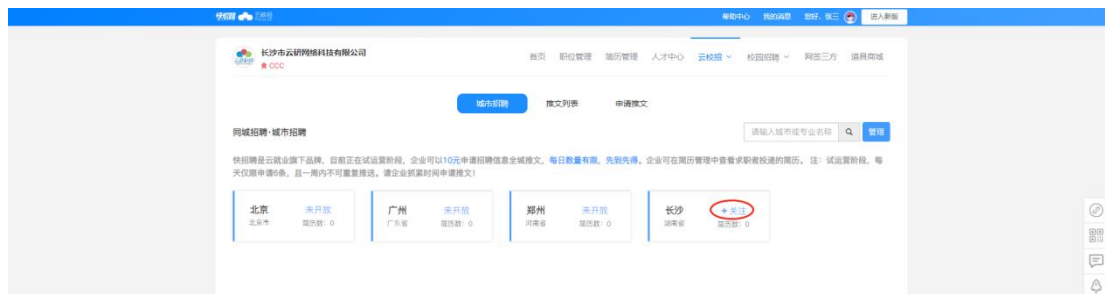 快招聘 云就业 帮助中心 我的消息 您好，张三 进入新版
长沙市云研网络科技有限公司
CCC
首页 职位管理 简历管理 人才中心 云校招 校园招聘 网签三方 道具商城
城市招聘 推文列表 申请推文
同城招聘·城市招聘 请输入城市或专业名称 管理
快招聘是云就业旗下品牌，目前正在试运营阶段，企业可以10元申请招聘信息全城推文，每日数量有限，先到先得。企业可在简历管理中查看求职者投递的简历。 注：试运营阶段，每
天仅限申请6条，且一周内不可重复推送。请企业抓紧时间申请推文！
北京 未开放 广州 未开放 郑州 未开放 长沙 +关注
北京市 简历数：0 广东省 简历数：0 河南省 简历数：0 湖南省 简历数：0